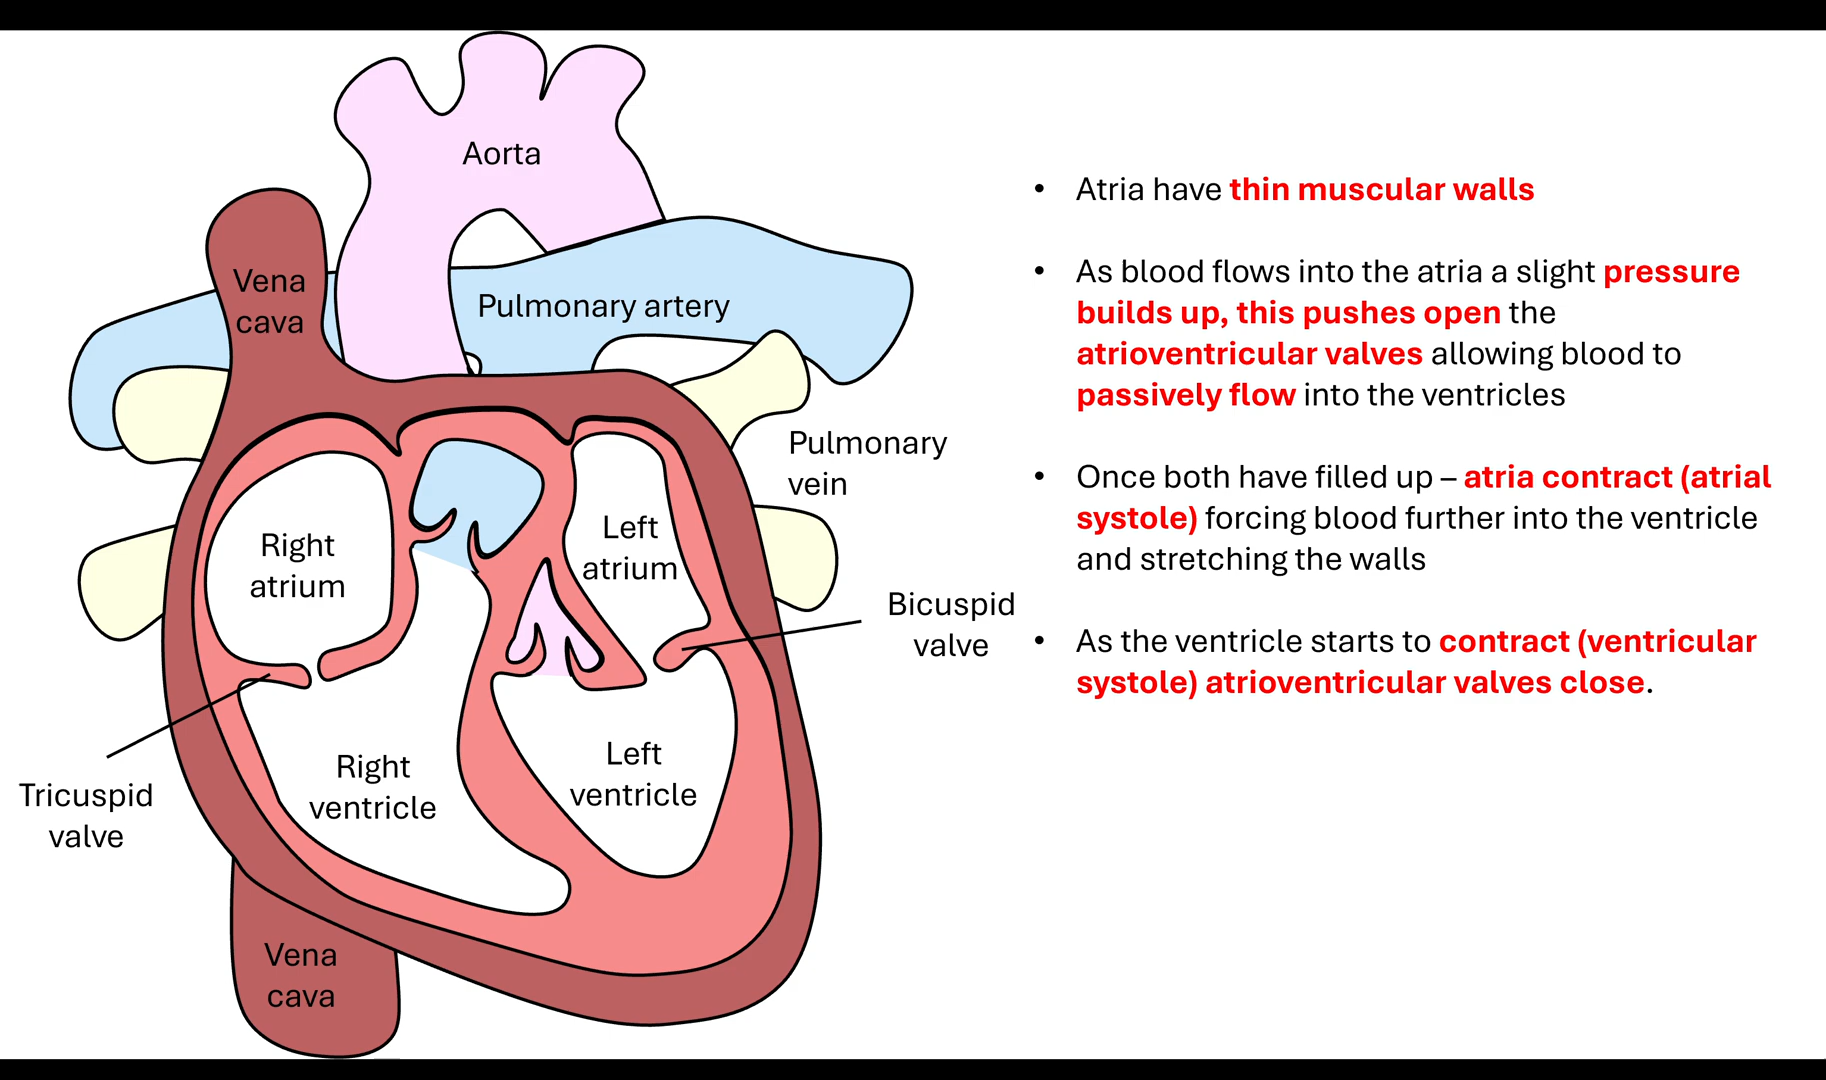 Aorta
Vena
cava
Pulmonary artery
Pulmonary
vein
Right
atrium
Left
atrium
Bicuspid
valve
Tricuspid
valve
Right
ventricle
Left
ventricle
Vena
cava
• Atria have thin muscular walls
• As blood flows into the atria a slight pressure
builds up, this pushes open the
atrioventricular valves allowing blood to
passively flow into the ventricles
• Once both have filled up – atria contract (atrial
systole) forcing blood further into the ventricle
and stretching the walls
• As the ventricle starts to contract (ventricular
systole) atrioventricular valves close.